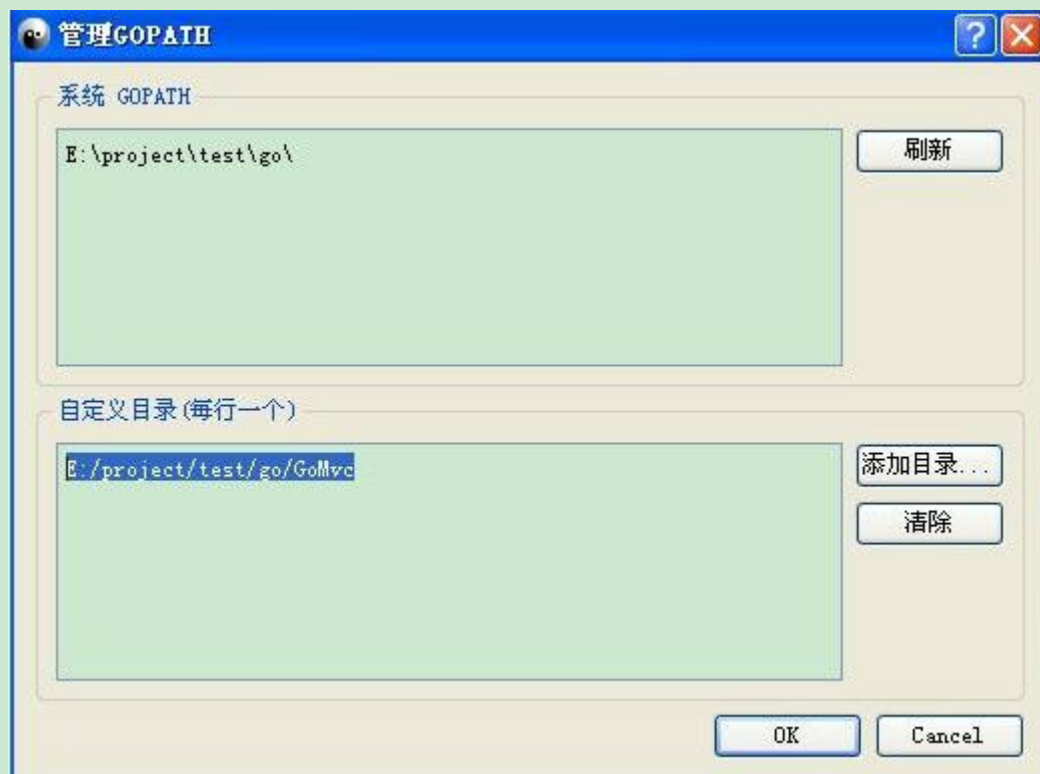 管理GOPATH
系统 GOPATH
E:\project\test\go\
刷新
自定义目录(每行一个)
E:/project/test/go/GoMvc
添加目录...
清除
OK
Cancel